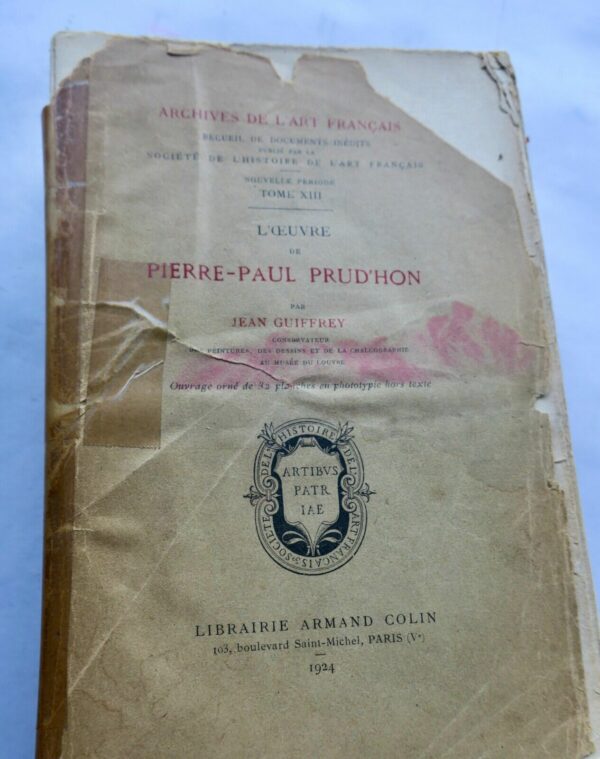 ARCHIVES DE L'ART FRANÇAIS
RECUEIL DE DOCUMENTS INÉDITS
PUBLIÉ PAR LA
SOCIÉTÉ DE L'HISTOIRE DE L'ART FRANÇAIS
NOUVELLE PÉRIODE
TOME XIII
L'ŒUVRE
DE
PIERRE-PAUL PRUD'HON
PAR
JEAN GUIFFREY
CONSERVATEUR
DES PEINTURES, DES DESSINS ET DE LA CHALCOGRAPHIE
AU MUSÉE DU LOUVRE
Ouvrage orné de 32 planches en phototypie hors texte
SOCIÉTÉ DE L'HISTOIRE DE L'ART FRANÇAIS
ARTIBVS
PATR
IAE
LIBRAIRIE ARMAND COLIN
103, boulevard Saint-Michel, PARIS (Vᵉ)
1924